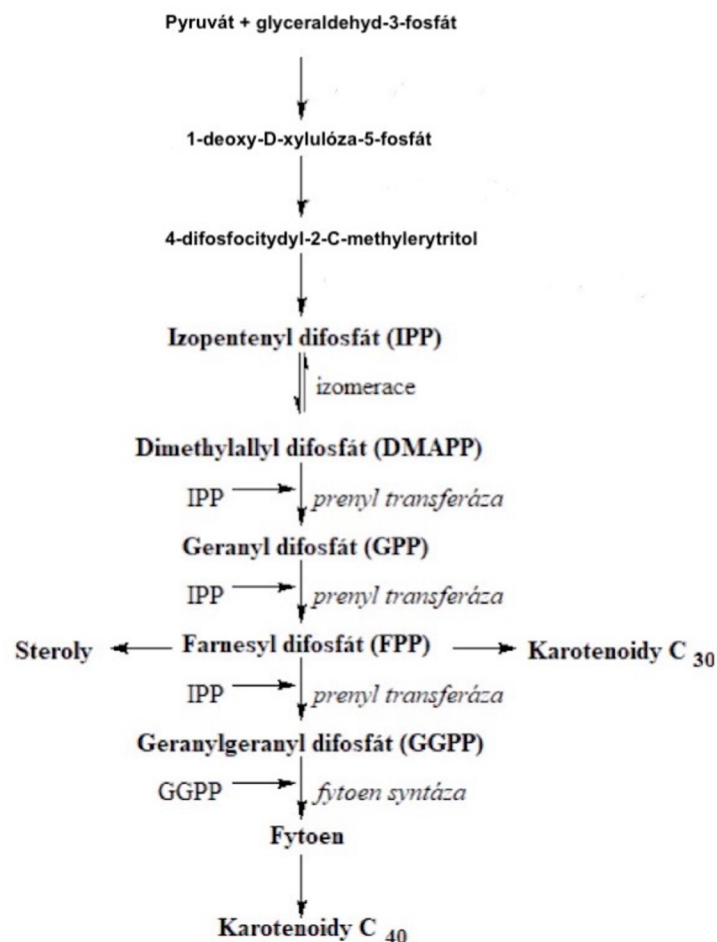 Pyruvát + glyceraldehyd-3-fosfát
1-deoxy-D-xylulóza-5-fosfát
4-difosfocitydyl-2-C-methylerytritol
Izopentenyl difosfát (IPP)
izomerace
Dimethylallyl difosfát (DMAPP)
IPP prenyl transferáza
Geranyl difosfát (GPP)
IPP prenyl transferáza
Steroly Farnesyl difosfát (FPP) Karotenoidy C 30
IPP prenyl transferáza
Geranylgeranyl difosfát (GGPP)
GGPP fytoen syntáza
Fytoen
Karotenoidy C 40